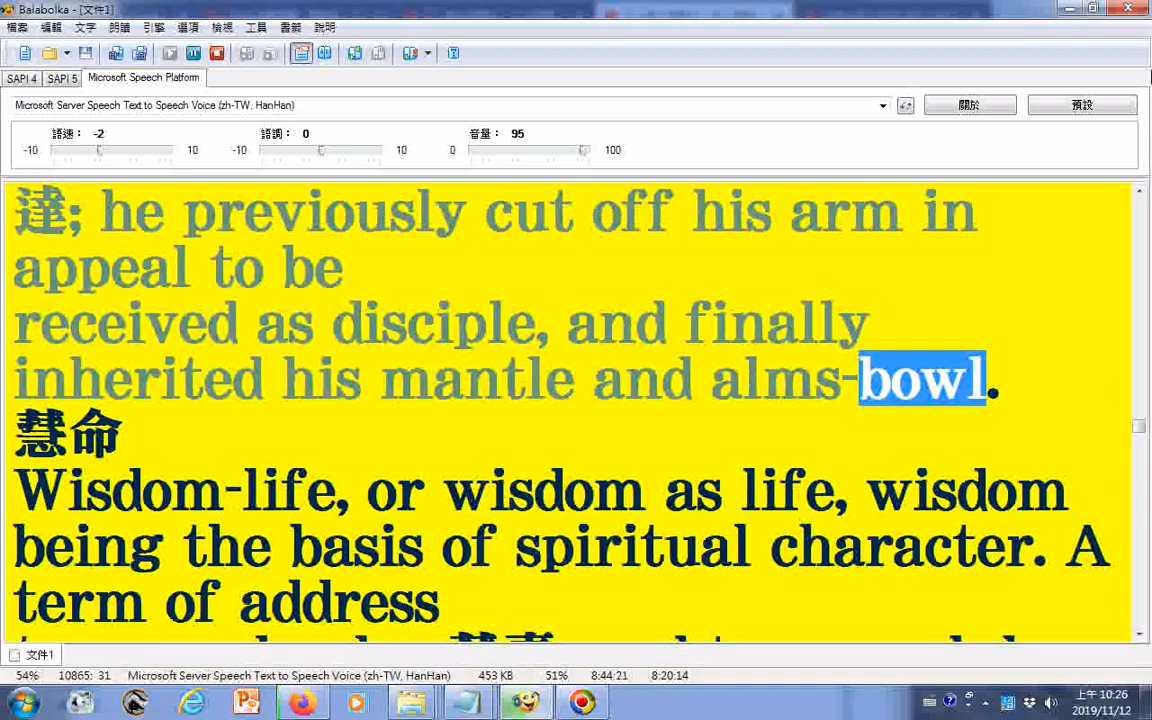 Balabolka - [文件1]
檔案 編輯 文字 朗讀 引擎 選項 檢視 工具 書籤 說明
SAPI 4 SAPI 5 Microsoft Speech Platform
Microsoft Server Speech Text to Speech Voice (zh-TW, HanHan) 關於 預設
語速： -2 語調： 0 音量： 95
-10 10 -10 10 0 100
達; he previously cut off his arm in
appeal to be
received as disciple, and finally
inherited his mantle and alms-bowl.
慧命
Wisdom-life, or wisdom as life, wisdom
being the basis of spiritual character. A
term of address
文件1
54% 10865: 31 Microsoft Server Speech Text to Speech Voice (zh-TW, HanHan) 453 KB 51% 8:44:21 8:20:14
上午 10:26
2019/11/12